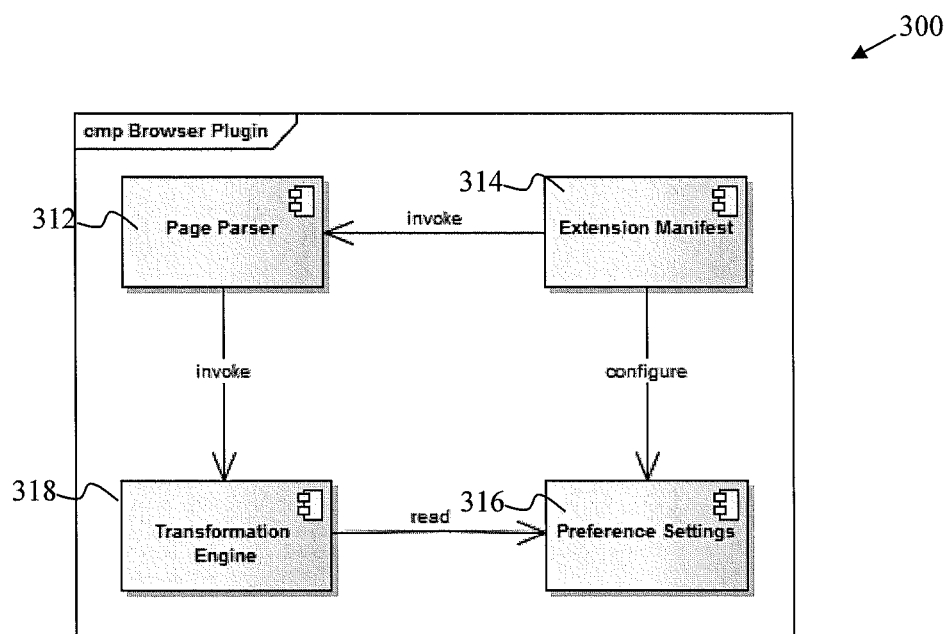 300
cmp Browser Plugin
312
Page Parser
invoke
314
Extension Manifest
invoke
configure
318
Transformation
Engine
read
316
Preference Settings